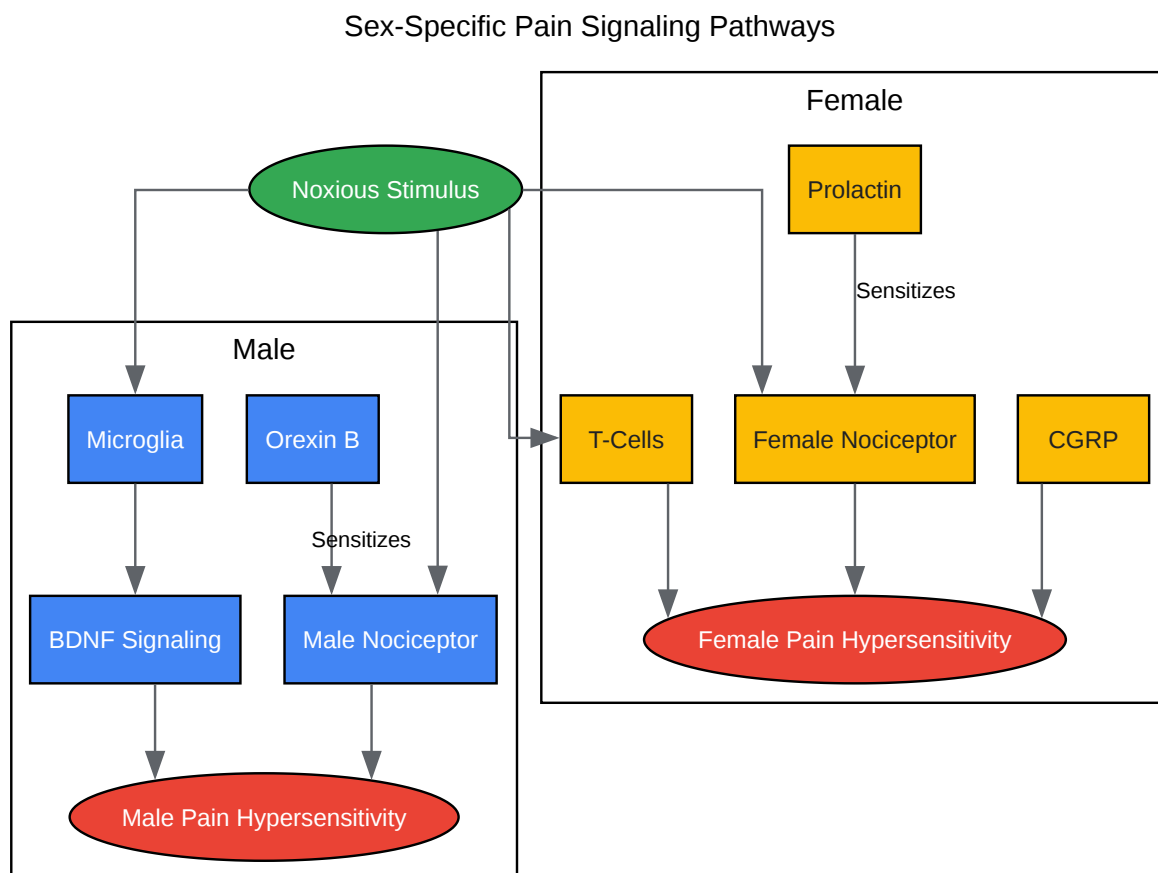 Sex-Specific Pain Signaling Pathways
Female
Noxious Stimulus
Prolactin
Sensitizes
Male
Microglia
Orexin B
T-Cells
Female Nociceptor
CGRP
Sensitizes
BDNF Signaling
Male Nociceptor
Female Pain Hypersensitivity
Male Pain Hypersensitivity